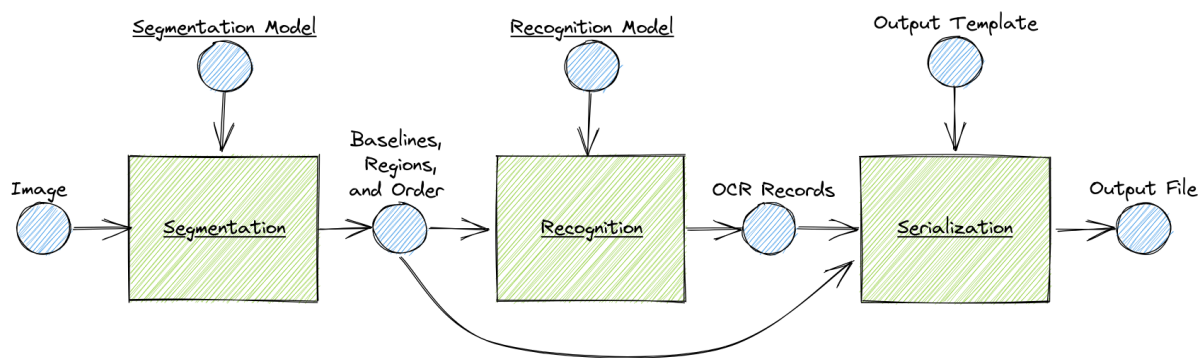 Segmentation Model
Recognition Model
Output Template
Image
Segmentation
Baselines,
Regions,
and Order
Recognition
OCR Records
Serialization
Output File